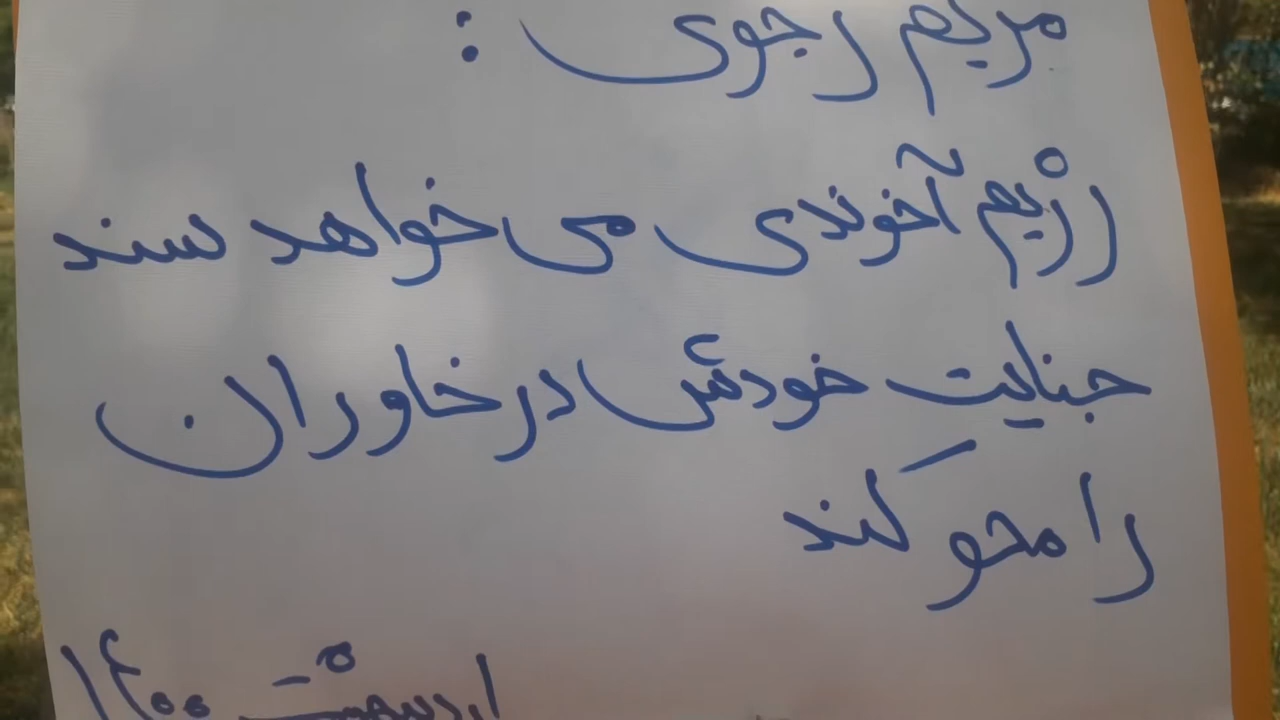 مریم رجوی :
رژیم آخوندی می خواهد سند
جنایت خودش در خاوران
را محو کند
اردیبهشت ۱۴۰۰